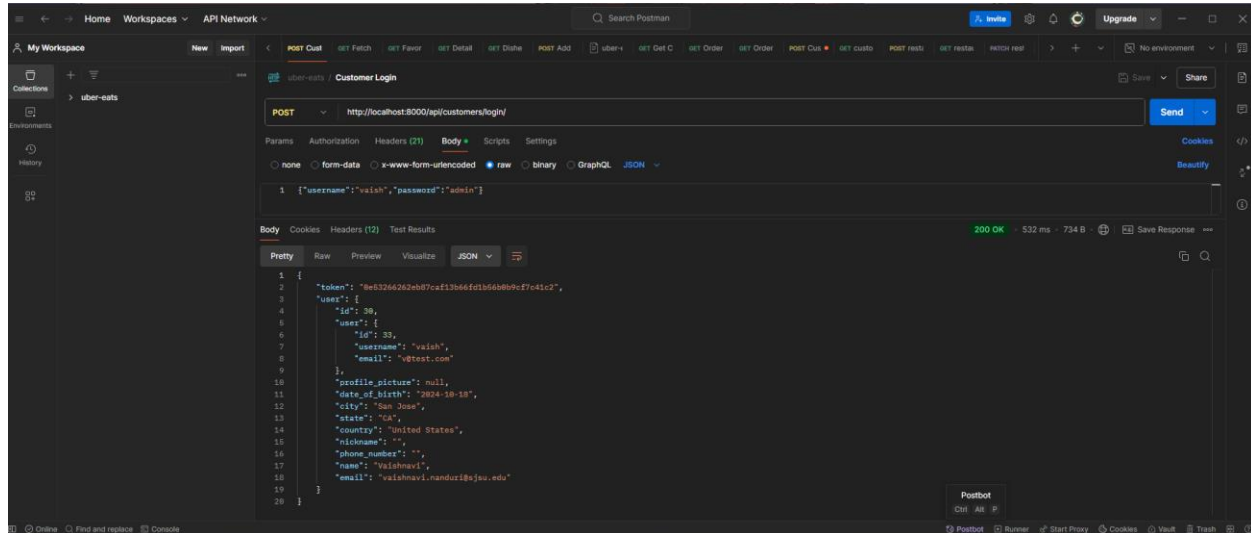 Home Workspaces API Network Search Postman Invite Upgrade
My Workspace New Import POST Cust GET Fetch GET Favor GET Detail GET Dishe POST Add uber-e GET Get C GET Order GET Order POST Cus GET custo POST resta GET restau PATCH rest No environment
Collections
uber-eats / Customer Login Save Share
uber-eats
Environments
POST http://localhost:8000/api/customers/login/ Send
History
Params Authorization Headers (21) Body Scripts Settings Cookies
none form-data x-www-form-urlencoded raw binary GraphQL JSON Beautify
1 {"username":"vaish","password":"admin"}
Body Cookies Headers (12) Test Results 200 OK 532 ms 734 B Save Response
Pretty Raw Preview Visualize JSON
1 {
2 "token": "0e53266262eb87caf13b66fd1b56b0b9cf7c41c2",
3 "user": {
4 "id": 30,
5 "user": {
6 "id": 33,
7 "username": "vaish",
8 "email": "v@test.com"
9 },
10 "profile_picture": null,
11 "date_of_birth": "2024-10-18",
12 "city": "San Jose",
13 "state": "CA",
14 "country": "United States",
15 "nickname": "",
16 "phone_number": "",
17 "name": "Vaishnavi",
18 "email": "vaishnavi.nanduri@sjsu.edu"
19 }
20 }
Postbot
Ctrl Alt P
Online Find and replace Console Postbot Runner Start Proxy Cookies Vault Trash